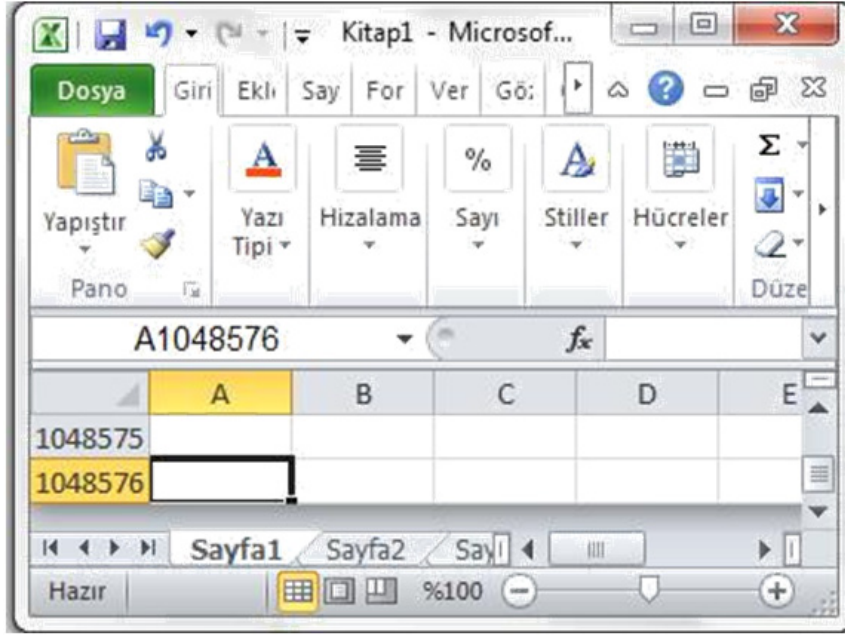 Kitap1 - Microsof...
Dosya Giri Ekle Say For Ver Gö:
Yapıştır Yazı Tipi Hizalama Sayı % Stiller Hücreler Σ
Pano Düze
A1048576 fx
A B C D E
1048575
1048576
Sayfa1 Sayfa2 Say
Hazır %100